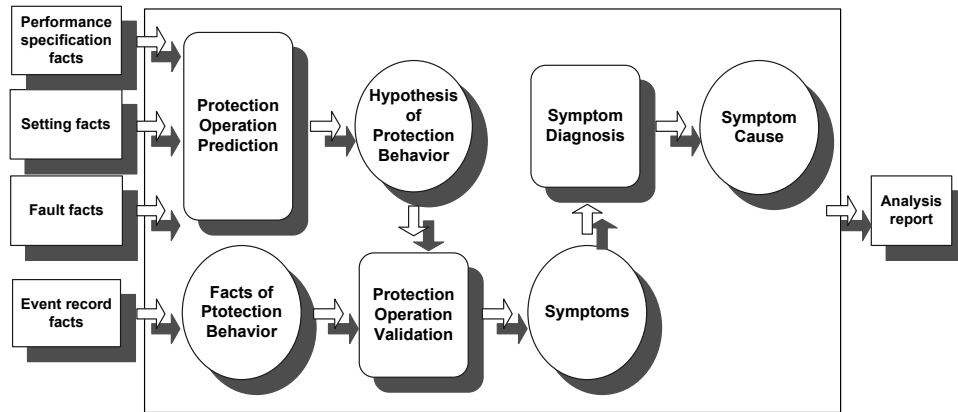 Performance
specification
facts
Setting facts
Fault facts
Event record
facts
Protection
Operation
Prediction
Hypothesis
of
Protection
Behavior
Facts of
Ptotection
Behavior
Protection
Operation
Validation
Symptoms
Symptom
Diagnosis
Symptom
Cause
Analysis
report